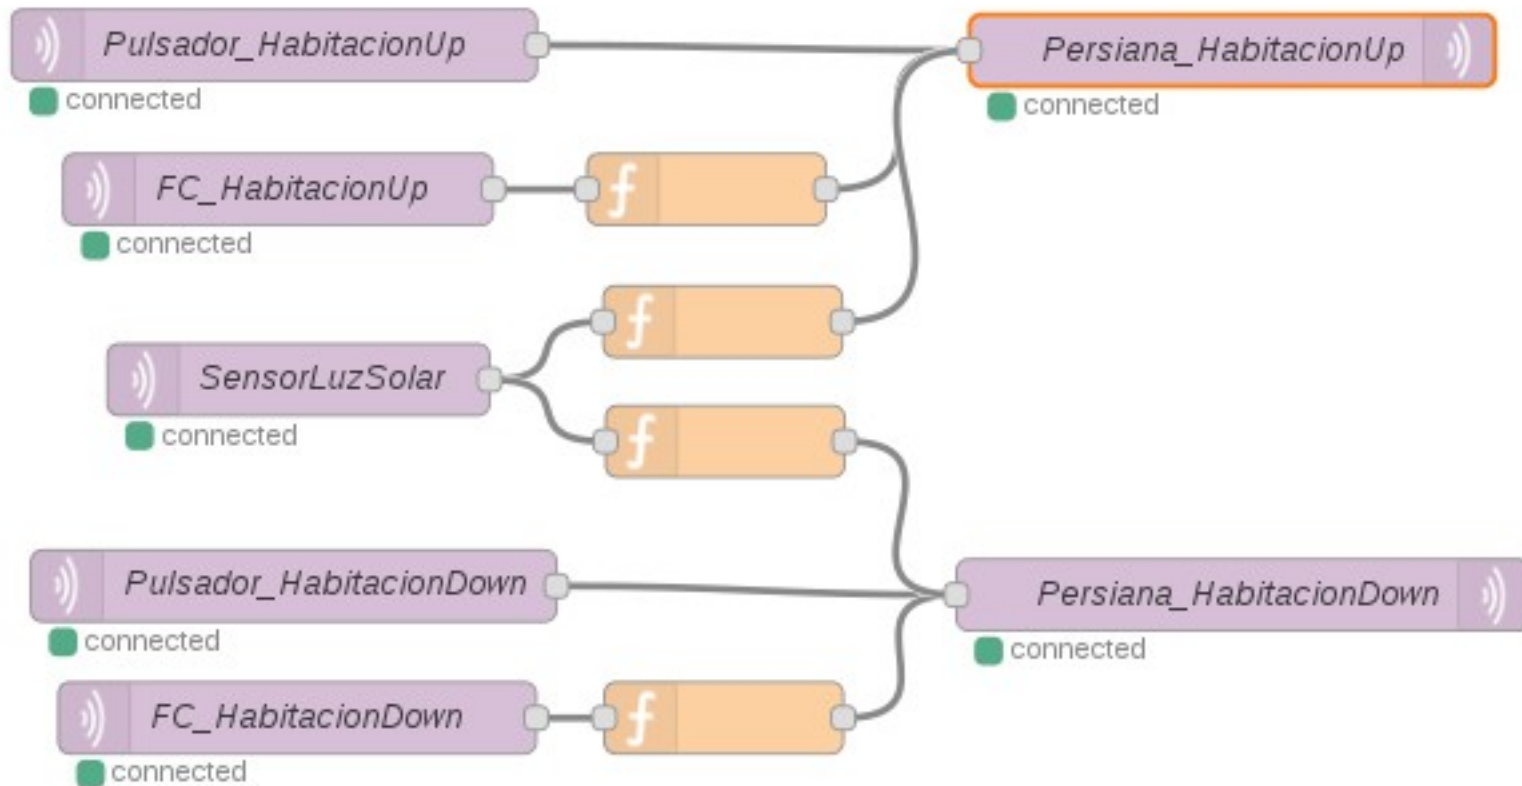 Pulsador_HabitacionUp
connected
Persiana_HabitacionUp
connected
FC_HabitacionUp
connected
SensorLuzSolar
connected
Pulsador_HabitacionDown
connected
Persiana_HabitacionDown
connected
FC_HabitacionDown
connected